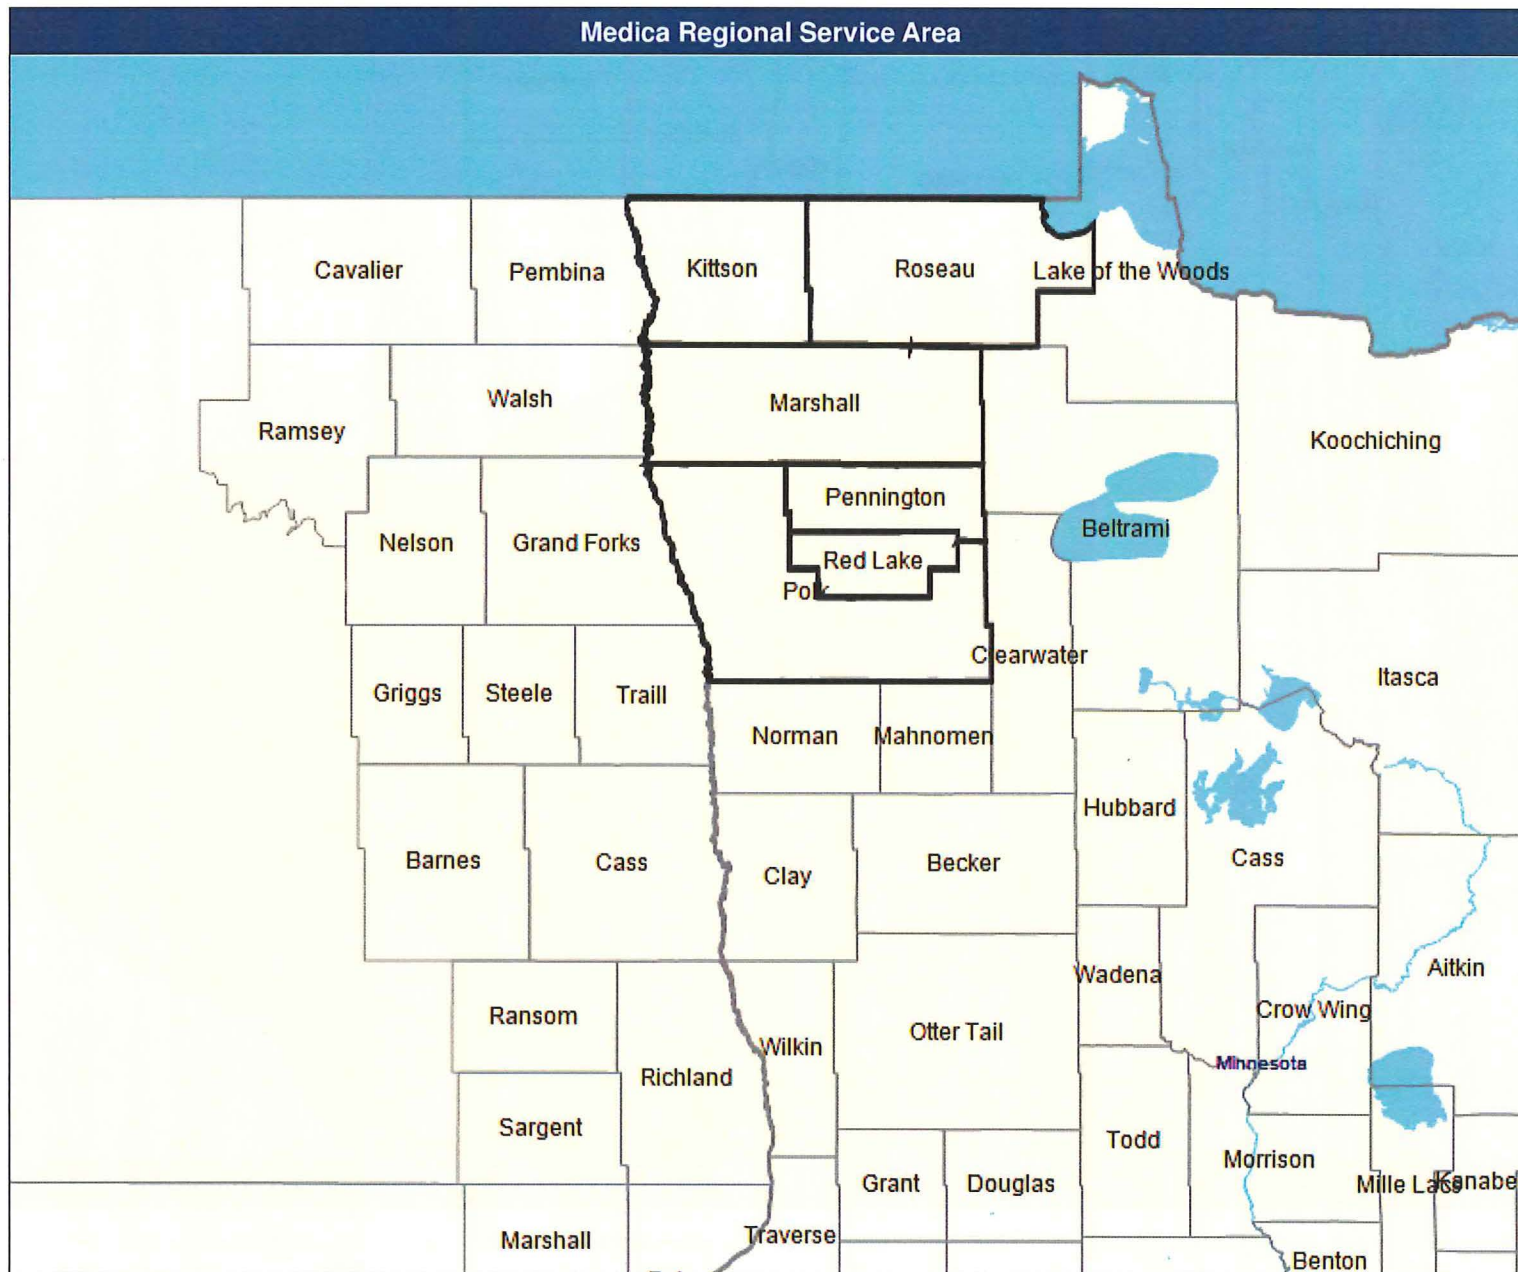 Medica Regional Service Area
Cavalier
Pembina
Kittson
Roseau
Lake of the Woods
Walsh
Marshall
Ramsey
Koochiching
Pennington
Nelson
Grand Forks
Beltrami
Red Lake
Polk
Clearwater
Griggs
Steele
Traill
Itasca
Norman
Mahnomen
Hubbard
Barnes
Cass
Clay
Becker
Cass
Wadena
Aitkin
Ransom
Crow Wing
Wilkin
Otter Tail
Minnesota
Richland
Sargent
Todd
Morrison
Grant
Douglas
Mille Lacs
Kanabe
Marshall
Traverse
Benton